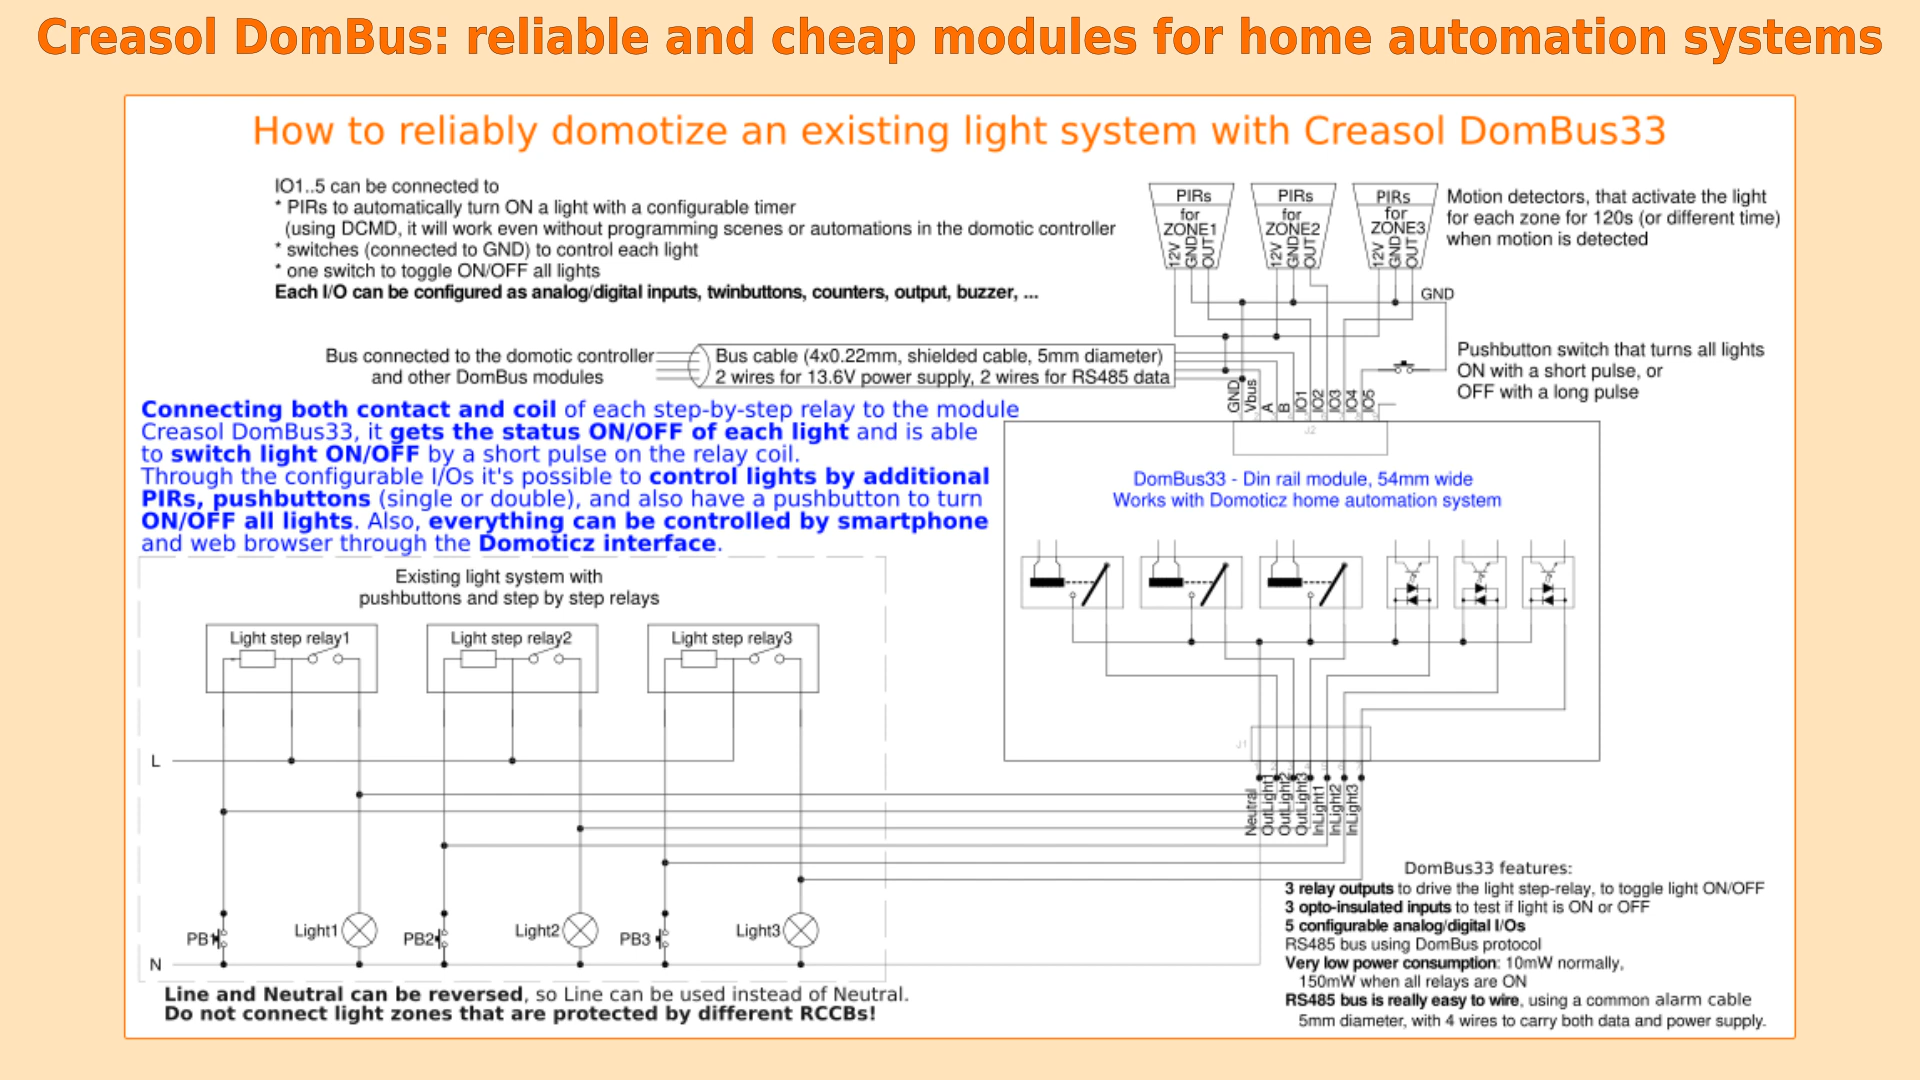 Creasol DomBus: reliable and cheap modules for home automation systems
How to reliably domotize an existing light system with Creasol DomBus33
IO1..5 can be connected to
* PIRs to automatically turn ON a light with a configurable timer
(using DCMD, it will work even without programming scenes or automations in the domotic controller
* switches (connected to GND) to control each light
* one switch to toggle ON/OFF all lights
Each I/O can be configured as analog/digital inputs, twinbuttons, counters, output, buzzer, ...
PIRs
for
ZONE1
12V
GND
OUT
PIRs
for
ZONE2
12V
GND
OUT
PIRs
for
ZONE3
12V
GND
OUT
Motion detectors, that activate the light
for each zone for 120s (or different time)
when motion is detected
GND
Bus connected to the domotic controller
and other DomBus modules
Bus cable (4x0.22mm, shielded cable, 5mm diameter)
2 wires for 13.6V power supply, 2 wires for RS485 data
Pushbutton switch that turns all lights
ON with a short pulse, or
OFF with a long pulse
GND
Vbus
A
B
IO1
IO2
IO3
IO4
IO5
J2
Connecting both contact and coil of each step-by-step relay to the module
Creasol DomBus33, it gets the status ON/OFF of each light and is able
to switch light ON/OFF by a short pulse on the relay coil.
Through the configurable I/Os it's possible to control lights by additional
PIRs, pushbuttons (single or double), and also have a pushbutton to turn
ON/OFF all lights. Also, everything can be controlled by smartphone
and web browser through the Domoticz interface.
DomBus33 - Din rail module, 54mm wide
Works with Domoticz home automation system
Existing light system with
pushbuttons and step by step relays
Light step relay1
Light step relay2
Light step relay3
L
J1
Neutral
OutLight1
OutLight2
OutLight3
InLight1
InLight2
InLight3
PB1
Light1
PB2
Light2
PB3
Light3
N
Line and Neutral can be reversed, so Line can be used instead of Neutral.
Do not connect light zones that are protected by different RCCBs!
DomBus33 features:
3 relay outputs to drive the light step-relay, to toggle light ON/OFF
3 opto-insulated inputs to test if light is ON or OFF
5 configurable analog/digital I/Os
RS485 bus using DomBus protocol
Very low power consumption: 10mW normally,
150mW when all relays are ON
RS485 bus is really easy to wire, using a common alarm cable
5mm diameter, with 4 wires to carry both data and power supply.